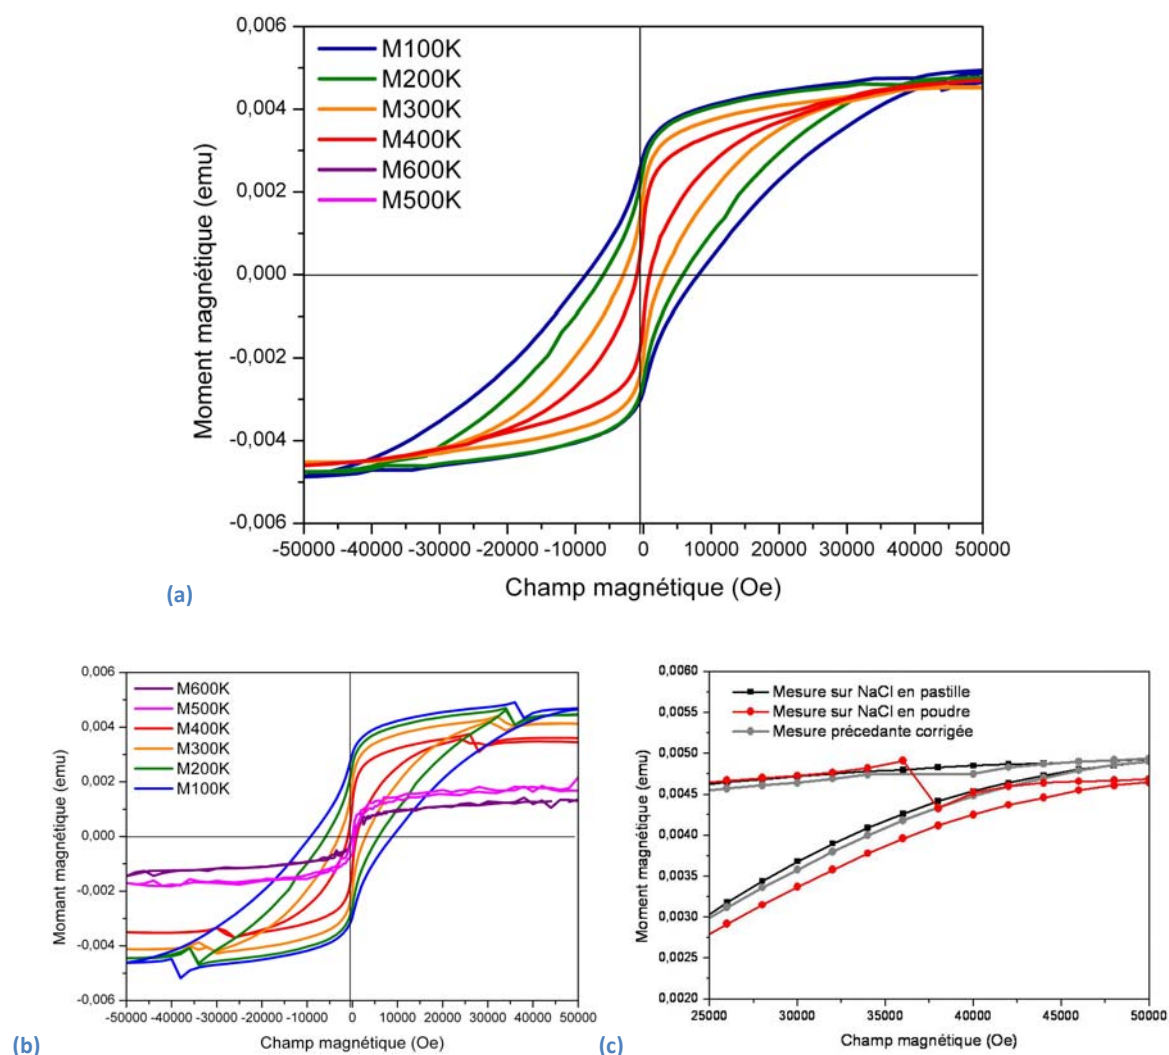 0,006
0,004
0,002
0,000
-0,002
-0,004
-0,006
Moment magnétique (emu)
M100K
M200K
M300K
M400K
M600K
M500K
-50000 -40000 -30000 -20000 -10000 0 10000 20000 30000 40000 50000
Champ magnétique (Oe)
(a)
0,006
0,004
0,002
0,000
-0,002
-0,004
-0,006
Momant magnétique (emu)
M600K
M500K
M400K
M300K
M200K
M100K
-50000 -40000 -30000 -20000 -10000 0 10000 20000 30000 40000 50000
Champ magnétique (Oe)
(b)
0,0060
0,0055
0,0050
0,0045
0,0040
0,0035
0,0030
0,0025
0,0020
Moment magnétique (emu)
Mesure sur NaCl en pastille
Mesure sur NaCl en poudre
Mesure précedante corrigée
25000 30000 35000 40000 45000 50000
Champ magnétique (Oe)
(c)